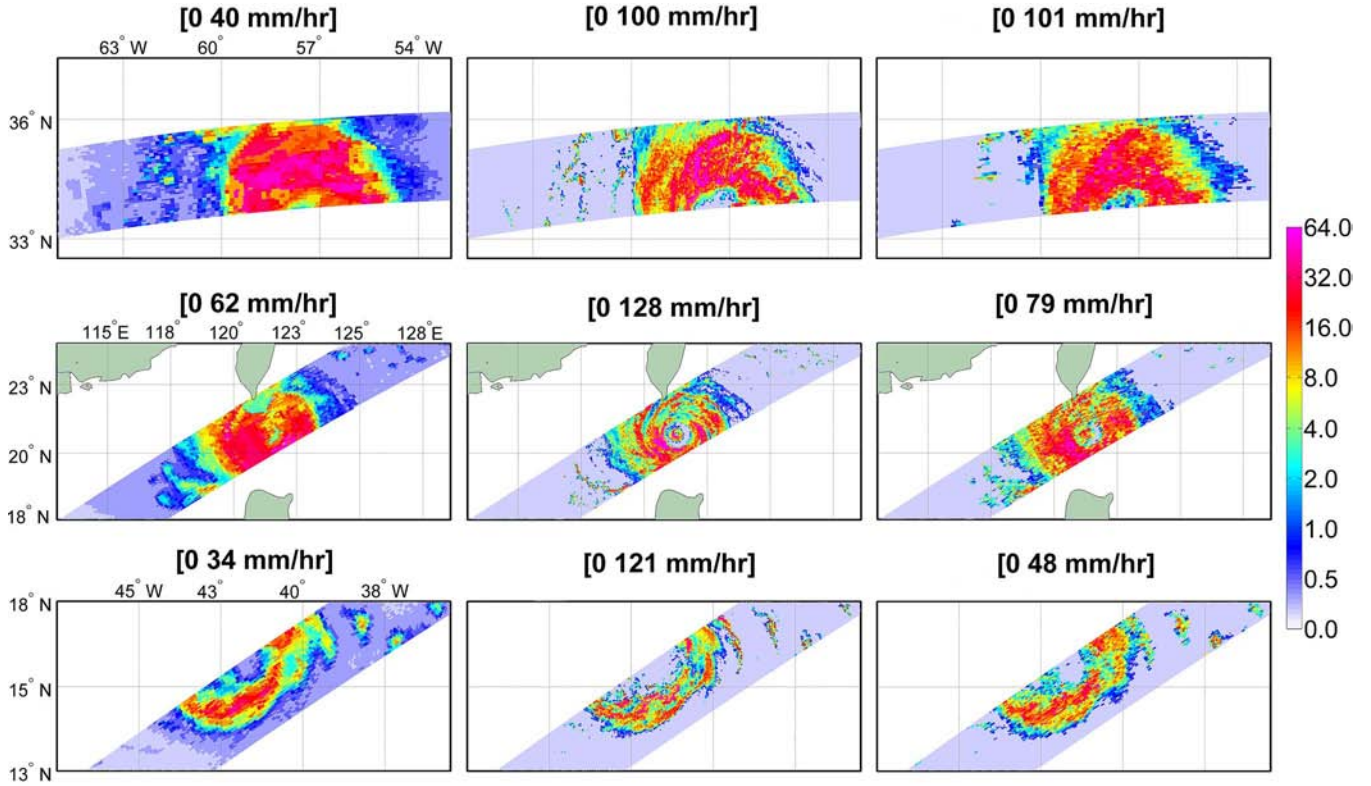 [0 40 mm/hr] [0 100 mm/hr] [0 101 mm/hr]
63° W 60° 57° 54° W
36° N
33° N
[0 62 mm/hr] [0 128 mm/hr] [0 79 mm/hr]
115° E 118° 120° 123° 125° 128° E
23° N
20° N
18° N
[0 34 mm/hr] [0 121 mm/hr] [0 48 mm/hr]
45° W 43° 40° 38° W
18° N
15° N
13° N
64.00
32.00
16.00
8.0
4.0
2.0
1.0
0.5
0.0